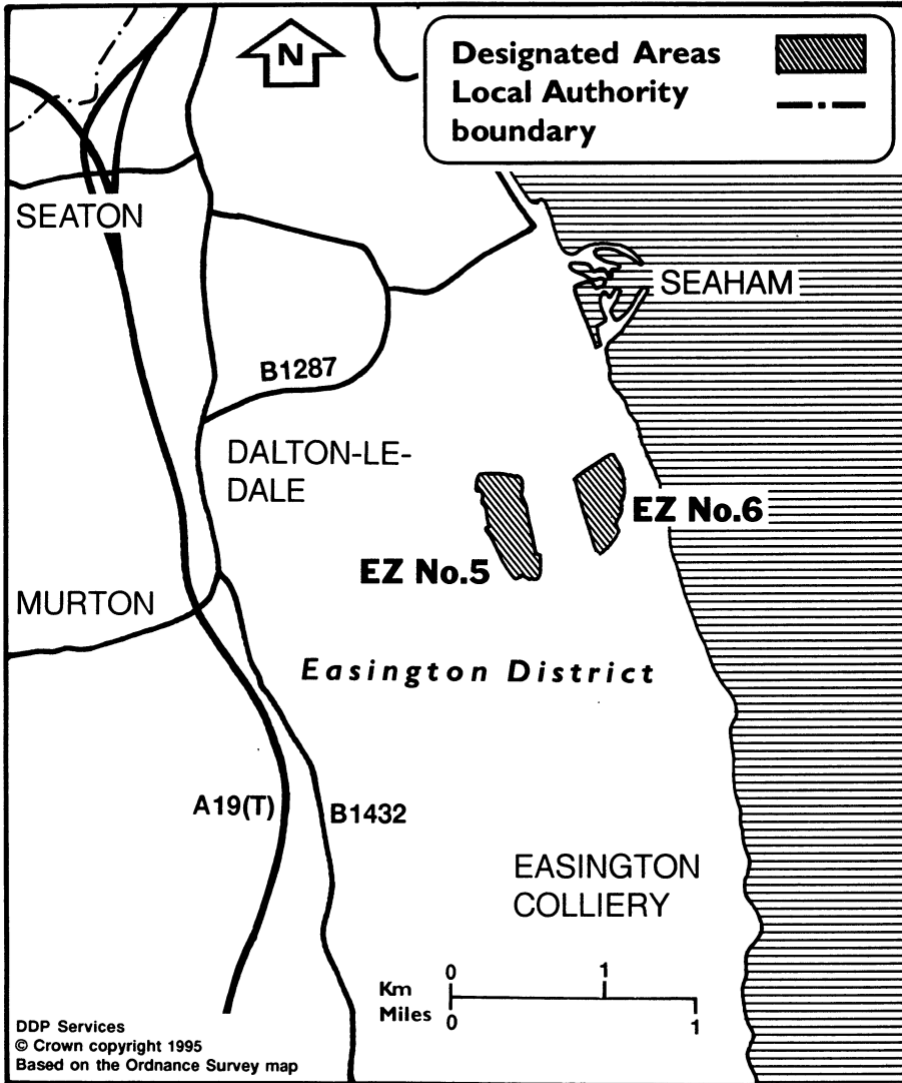 N
Designated Areas
Local Authority
boundary
SEATON
SEAHAM
B1287
DALTON-LE-
DALE
EZ No.6
EZ No.5
MURTON
Easington District
A19(T)
B1432
EASINGTON
COLLIERY
0 1
Km
Miles
0 1
DDP Services
© Crown copyright 1995
Based on the Ordnance Survey map